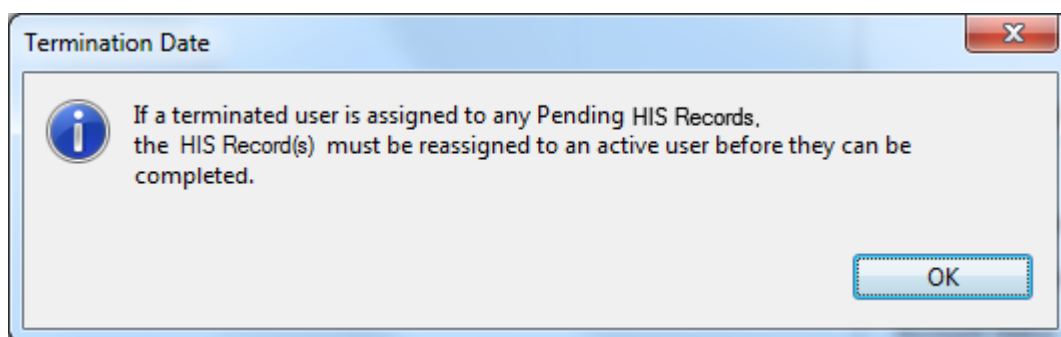 Termination Date
If a terminated user is assigned to any Pending HIS Records,
the HIS Record(s) must be reassigned to an active user before they can be
completed.
OK